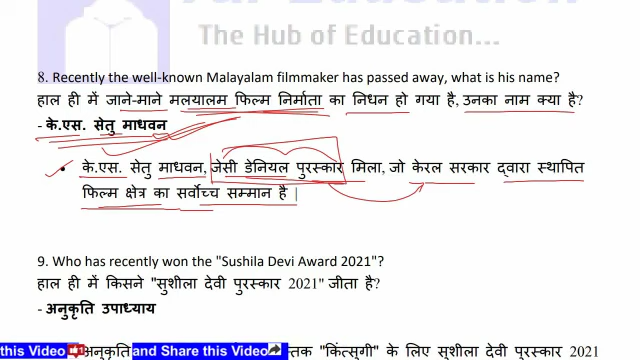 The Hub of Education...
8. Recently the well-known Malayalam filmmaker has passed away, what is his name?
हाल ही में जाने-माने मलयालम फिल्म निर्माता का निधन हो गया है, उनका नाम क्या है?
- के.एस. सेतु माधवन
• के.एस. सेतु माधवन, जेसी डेनियल पुरस्कार मिला, जो केरल सरकार द्वारा स्थापित
फिल्म क्षेत्र का सर्वोच्च सम्मान है |
9. Who has recently won the "Sushila Devi Award 2021"?
हाल ही में किसने "सुशीला देवी पुरस्कार 2021" जीता है?
- अनुकृति उपाध्याय
this Video अनुकृति and Share this Video स्तक "किंत्सुगी" के लिए सुशीला देवी पुरस्कार 2021